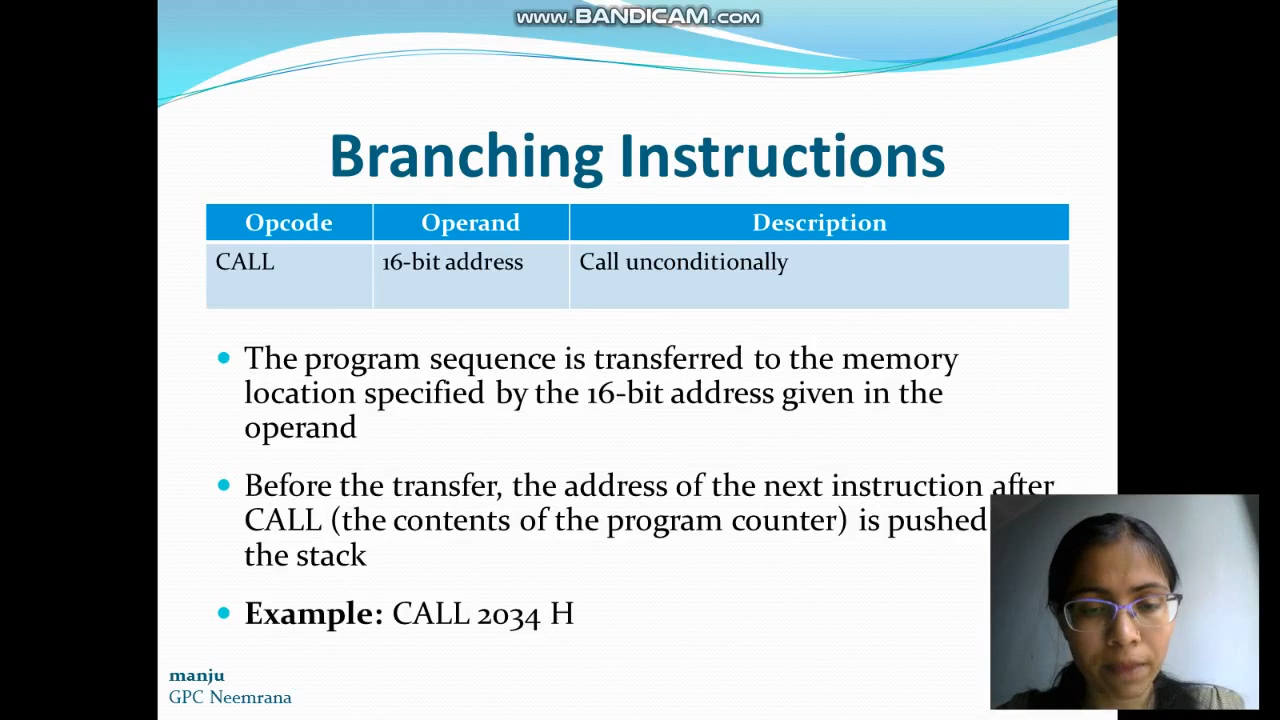 www.BANDICAM.com
Branching Instructions
Opcode Operand Description
CALL 16-bit address Call unconditionally
The program sequence is transferred to the memory
location specified by the 16-bit address given in the
operand
Before the transfer, the address of the next instruction after
CALL (the contents of the program counter) is pushed
the stack
Example: CALL 2034 H
manju
GPC Neemrana